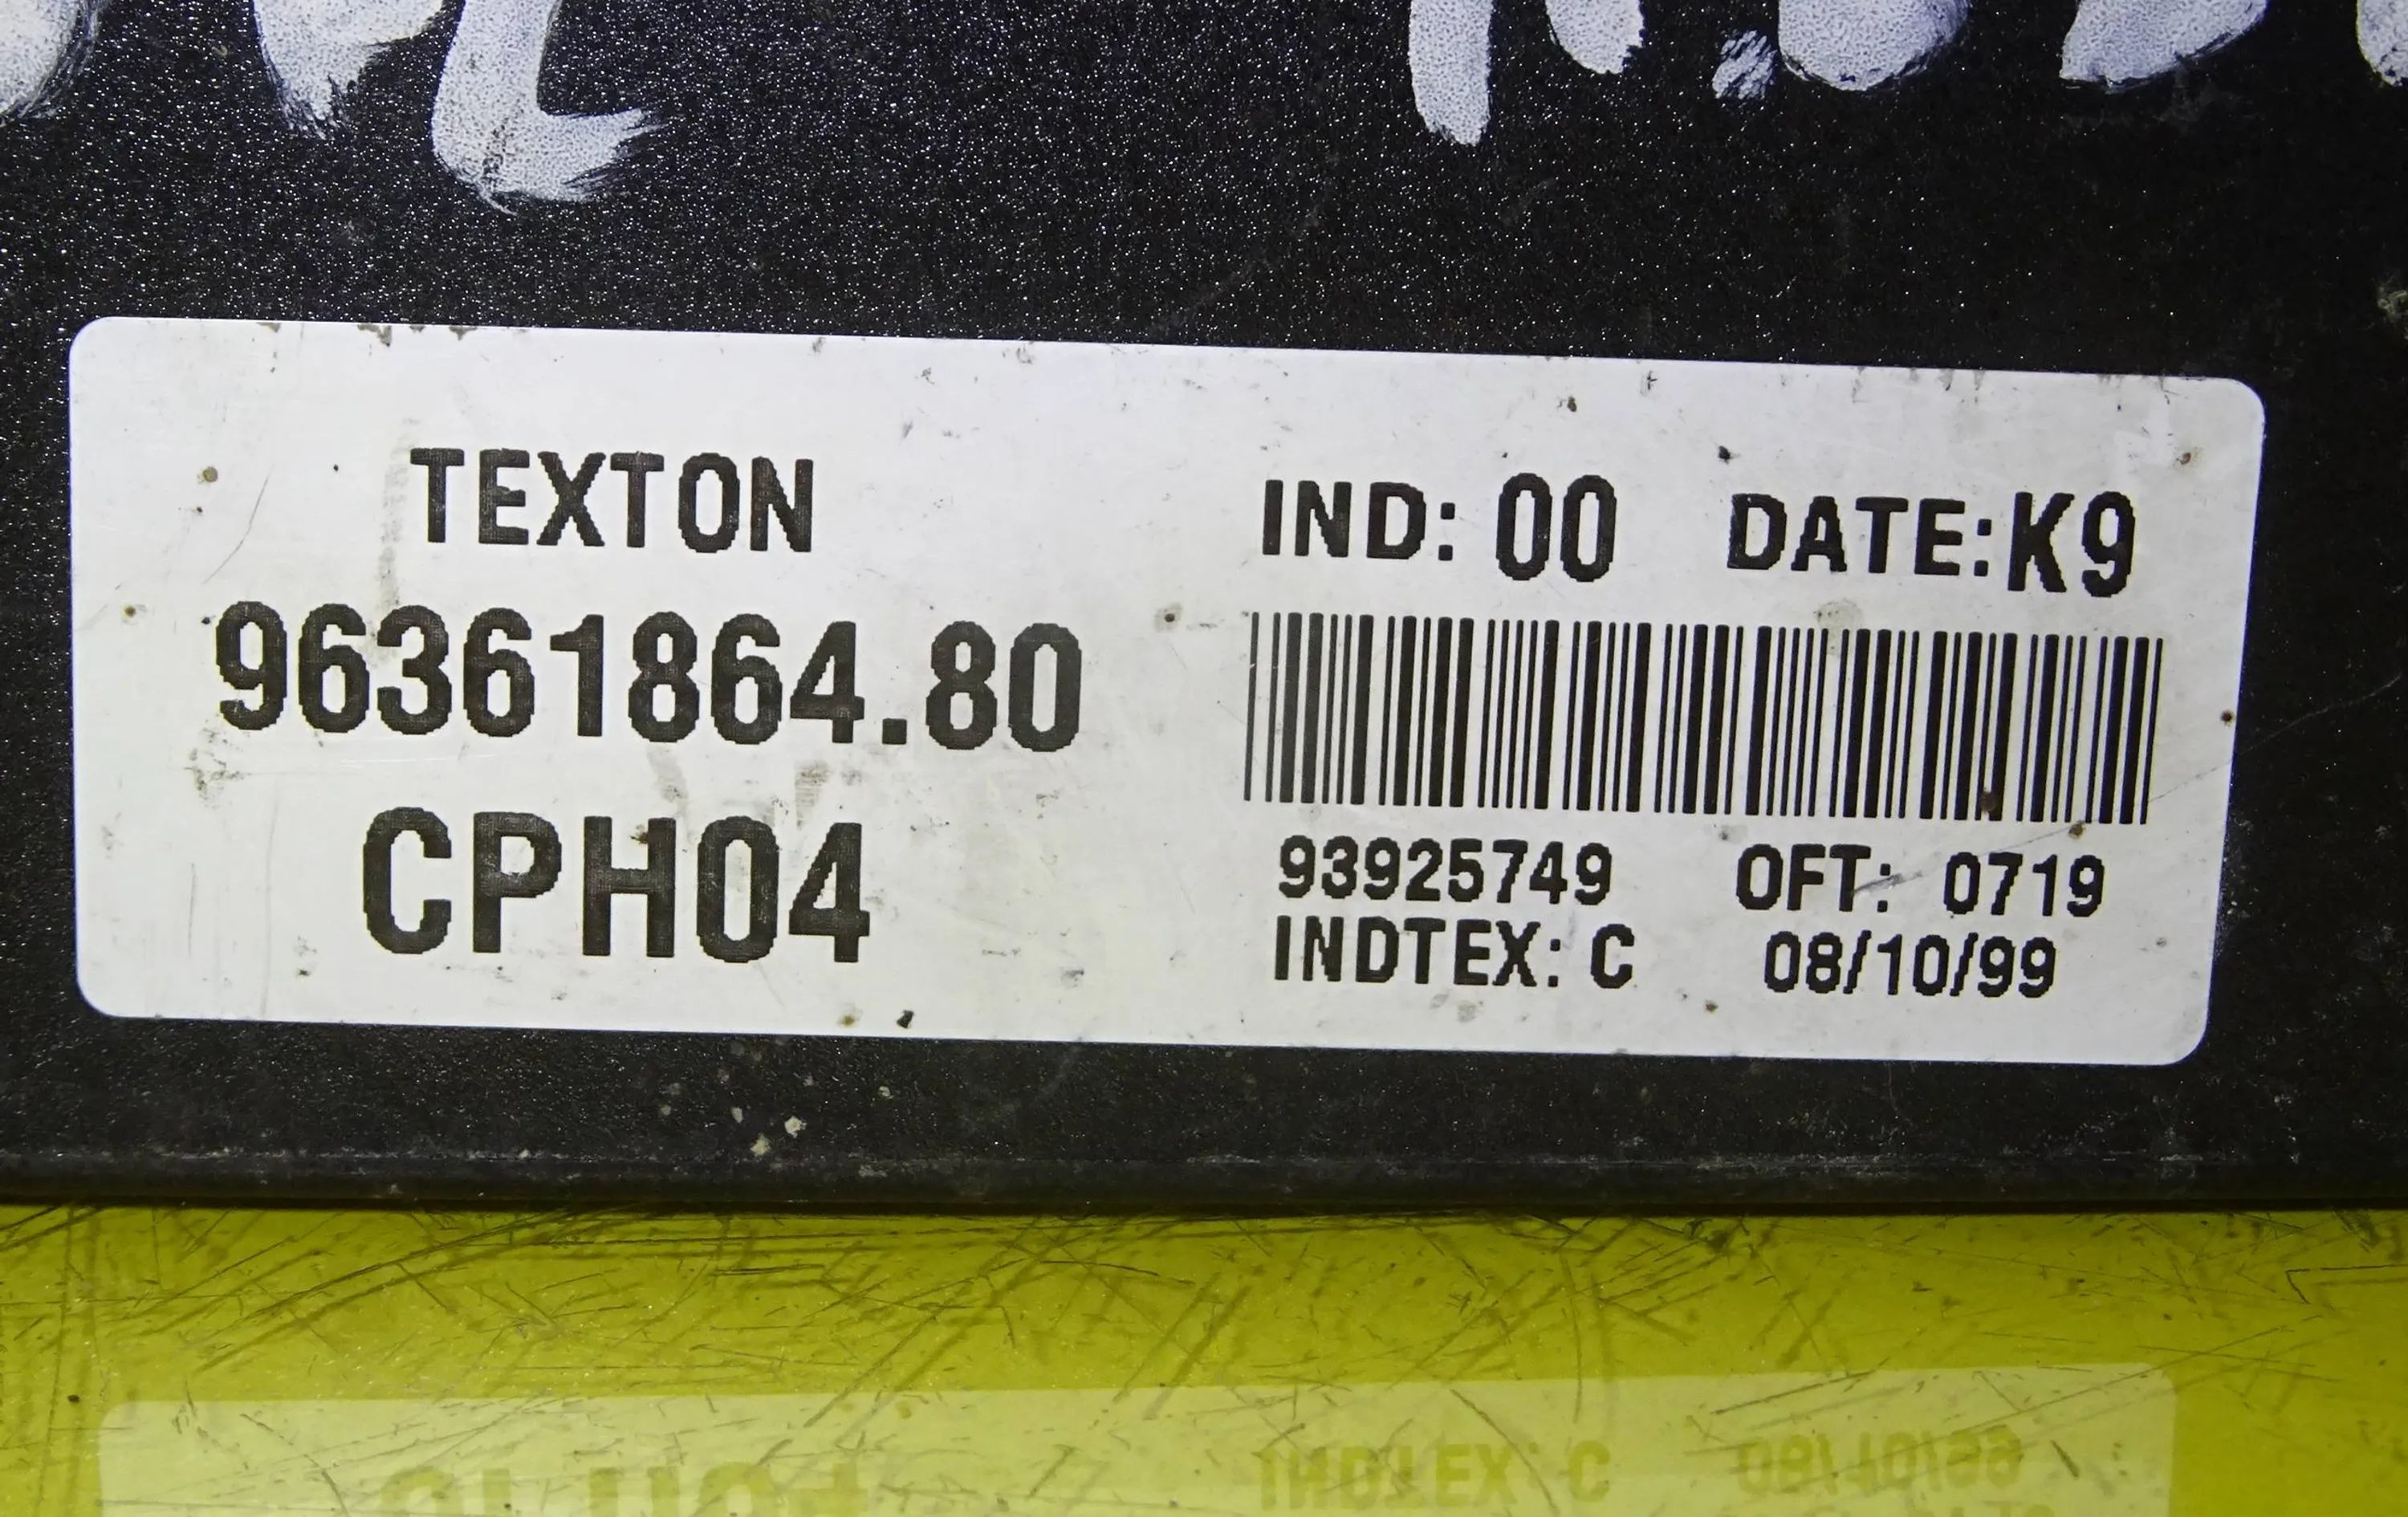 TEXTON
96361864.80
CPH04
IND: 00 DATE:K9
93925749 OFT: 0719
INDTEX: C 08/10/99